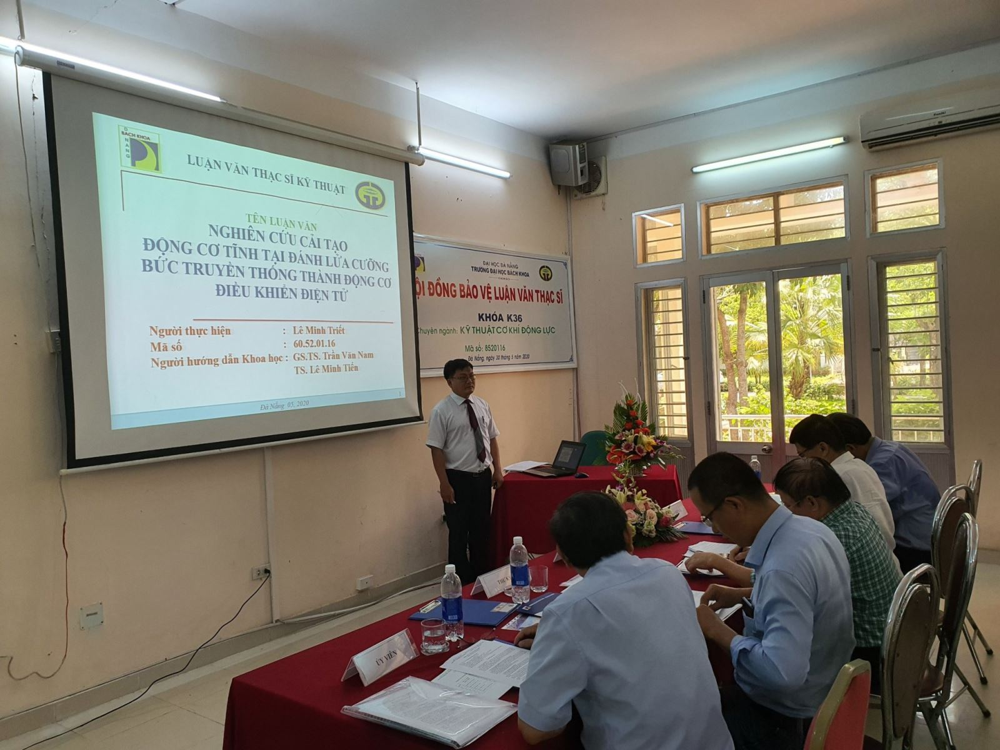 BACH KHOA
DANANG
LUẬN VĂN THẠC SĨ KỸ THUẬT
TÊN LUẬN VĂN
NGHIÊN CỨU CẢI TẠO
ĐỘNG CƠ TĨNH TẠI ĐÁNH LỬA CƯỠNG
BỨC TRUYỀN THỐNG THÀNH ĐỘNG CƠ
ĐIỀU KHIỂN ĐIỆN TỬ
Người thực hiện : Lê Minh Triết
Mã số : 60.52.01.16
Người hướng dẫn Khoa học : GS.TS. Trần Văn Nam
TS. Lê Minh Tiến
Đà Nẵng 05, 2020
1
ĐẠI HỌC ĐÀ NẴNG
TRƯỜNG ĐẠI HỌC BÁCH KHOA
ỘI ĐỒNG BẢO VỆ LUẬN VĂN THẠC SĨ
KHÓA K36
Chuyên ngành: KỸ THUẬT CƠ KHÍ ĐỘNG LỰC
Mã số: 8520116
Đà Nẵng, ngày 30 tháng 5 năm 2020
THƯ K
ỦY VIÊN